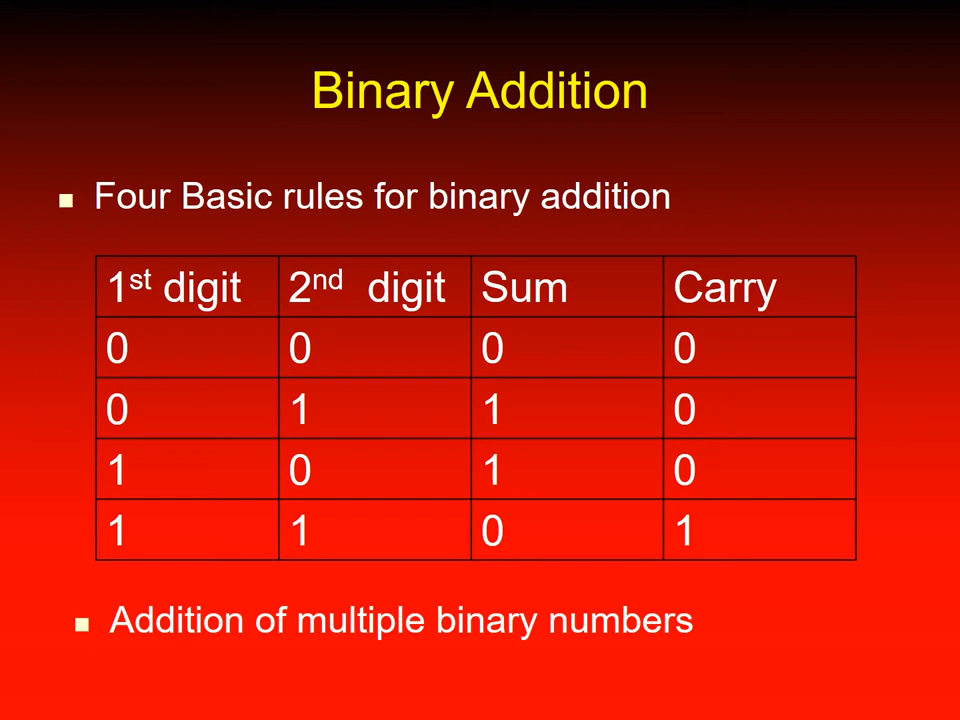 Binary Addition
Four Basic rules for binary addition
1st digit 2nd digit Sum Carry
0 0 0 0
0 1 1 0
1 0 1 0
1 1 0 1
Addition of multiple binary numbers